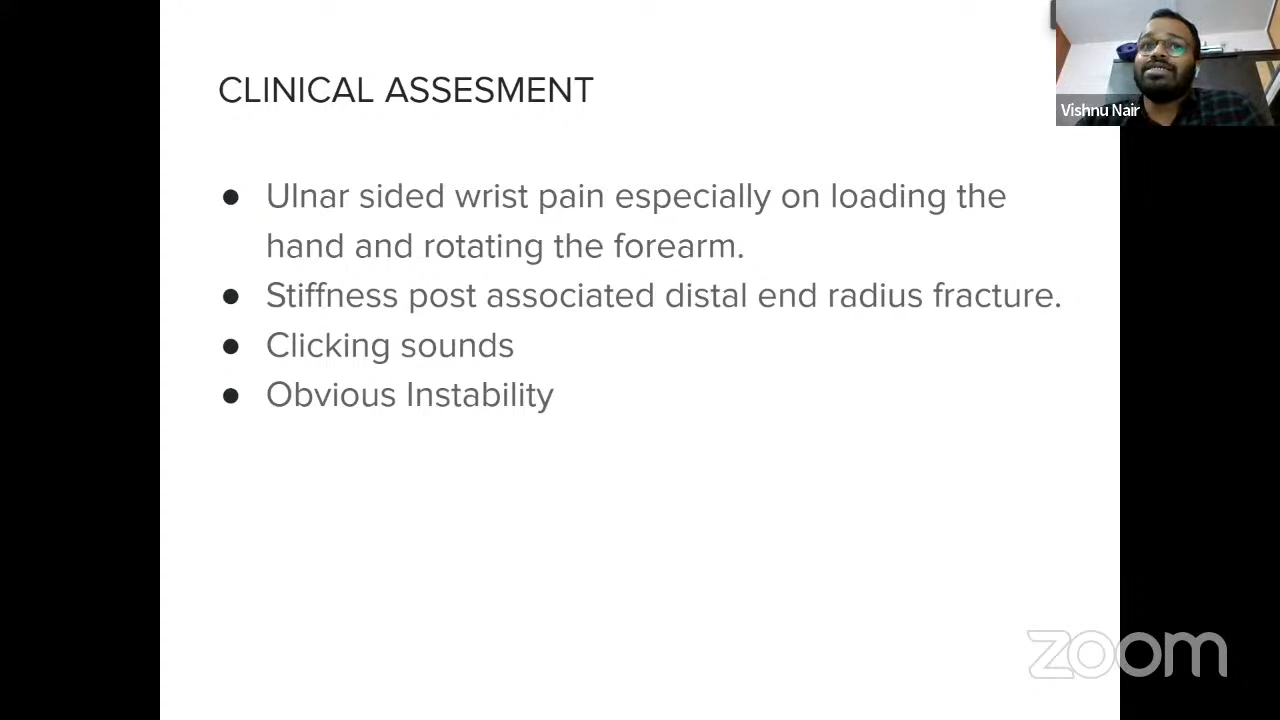 CLINICAL ASSESMENT
Vishnu Nair
● Ulnar sided wrist pain especially on loading the
hand and rotating the forearm.
● Stiffness post associated distal end radius fracture.
● Clicking sounds
● Obvious Instability
zoom